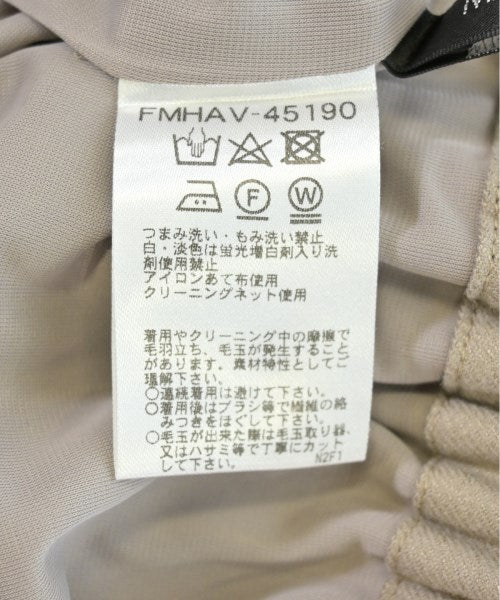 FMHAV-45190
F
W
つまみ洗い・もみ洗い禁止
白・淡色は蛍光増白剤入り洗
剤使用禁止
アイロンあて布使用
クリーニングネット使用
着用やクリーニング中の摩擦で
毛羽立ち、毛玉が発生すること
があります。素材特性としてご
理解下さい。
○連続着用は避けて下さい。
○着用後はブラシ等で繊維の絡
みつきをほぐして下さい。
○毛玉が出来た際は毛玉取り器、
又はハサミ等で丁寧にカット
して下さい。
N2F1